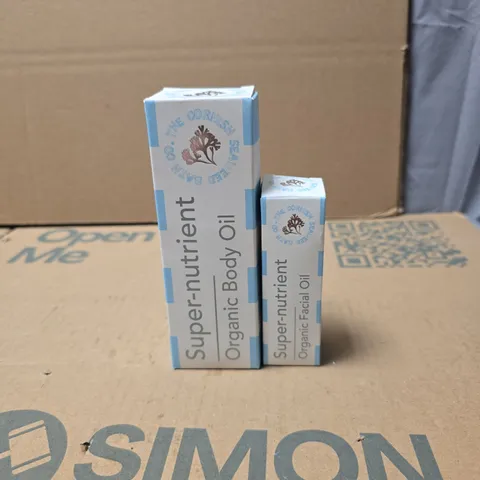 THE CORNISH SEAWEED BATH CO.
Super-nutrient
Organic Body Oil
THE CORNISH SEAWEED BATH CO.
Super-nutrient
Organic Facial Oil
Open
Me
SIMON